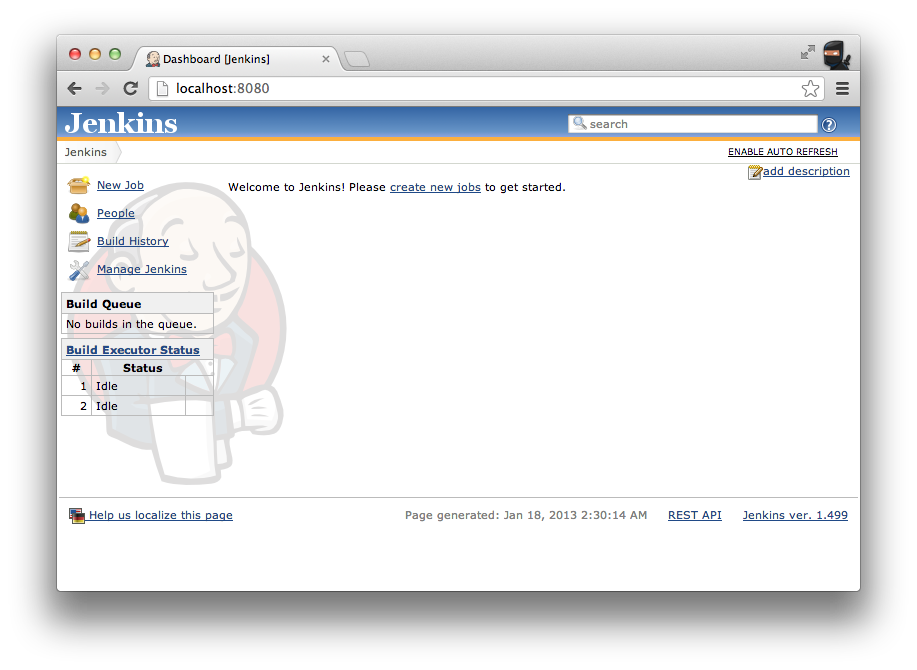 Dashboard [Jenkins]
localhost:8080
Jenkins
search
Jenkins
ENABLE AUTO REFRESH
add description
New Job
People
Build History
Manage Jenkins
Welcome to Jenkins! Please create new jobs to get started.
Build Queue
No builds in the queue.
Build Executor Status
# Status
1 Idle
2 Idle
Help us localize this page Page generated: Jan 18, 2013 2:30:14 AM REST API Jenkins ver. 1.499